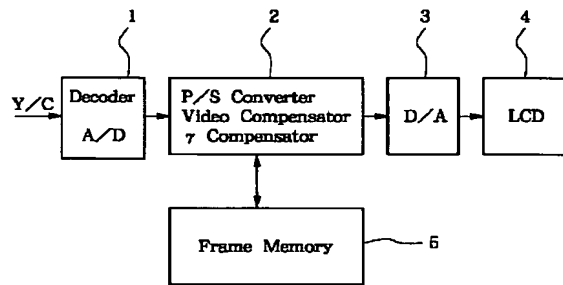 1
2
3
4
Y/C
Decoder
A/D
P/S Converter
Video Compensator
γ Compensator
D/A
LCD
Frame Memory
5